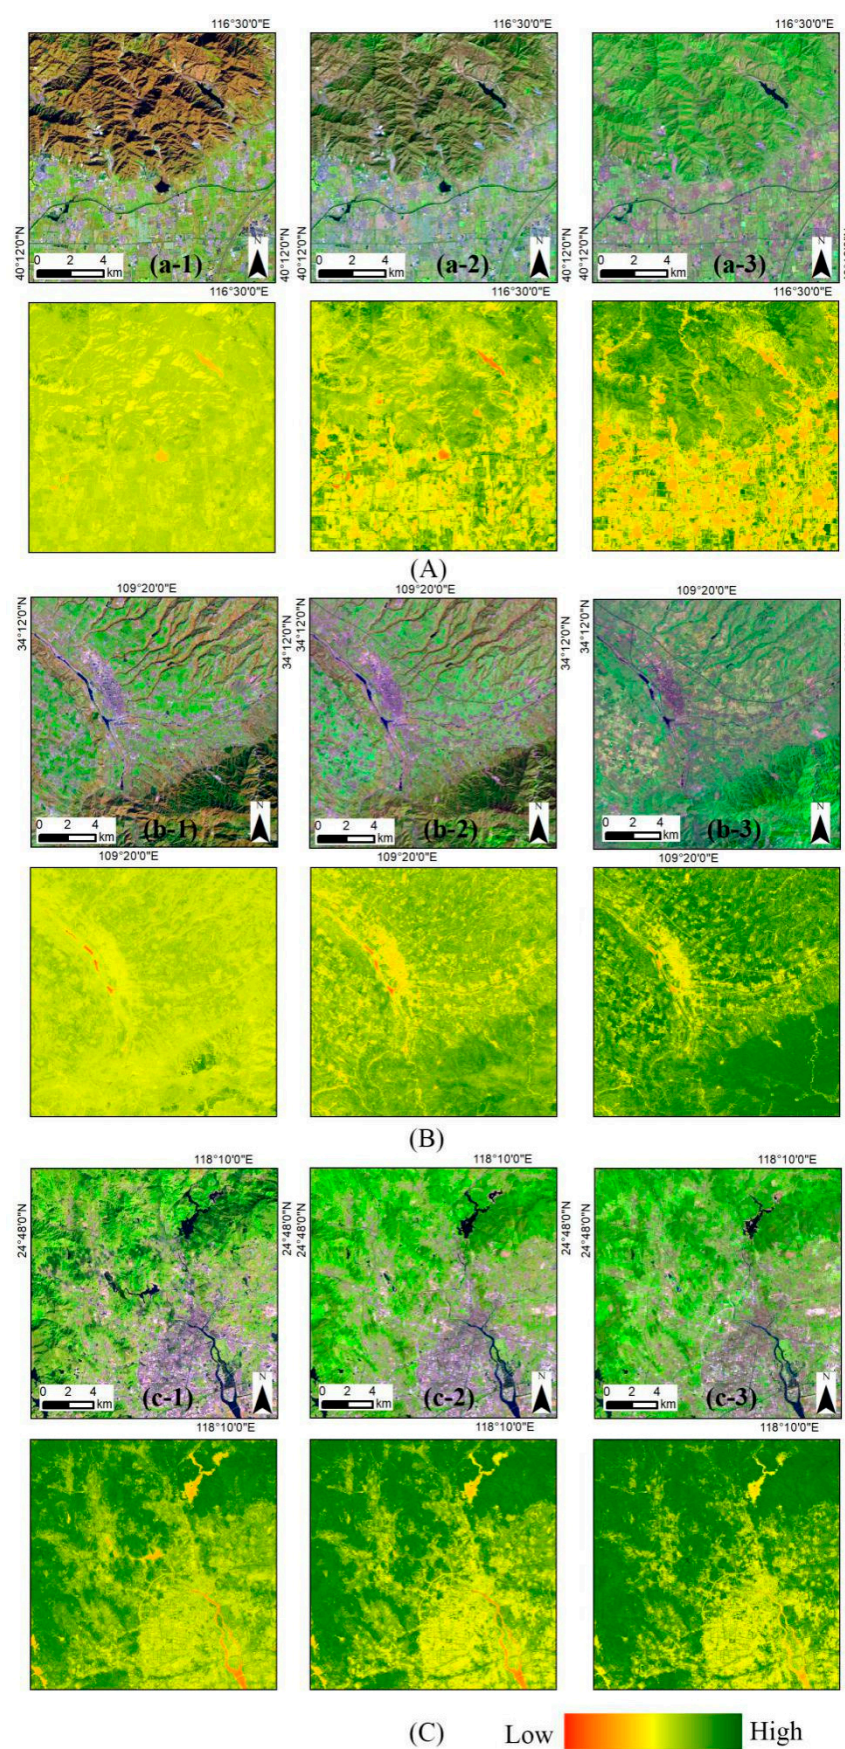 116°30'0"E 116°30'0"E 116°30'0"E
40°12'0"N 40°12'0"N
0 2 4 km (a-1) N
0 2 4 km (a-2) N
0 2 4 km (a-3) N
116°30'0"E 116°30'0"E 116°30'0"E
(A)
109°20'0"E 109°20'0"E 109°20'0"E
34°12'0"N 34°12'0"N 34°12'0"N
0 2 4 km (b-1) N
0 2 4 km (b-2) N
0 2 4 km (b-3) N
109°20'0"E 109°20'0"E 109°20'0"E
(B)
118°10'0"E 118°10'0"E 118°10'0"E
24°48'0"N 24°48'0"N 24°48'0"N
0 2 4 km (c-1) N
0 2 4 km (c-2) N
0 2 4 km (c-3) N
118°10'0"E 118°10'0"E 118°10'0"E
(C) Low High